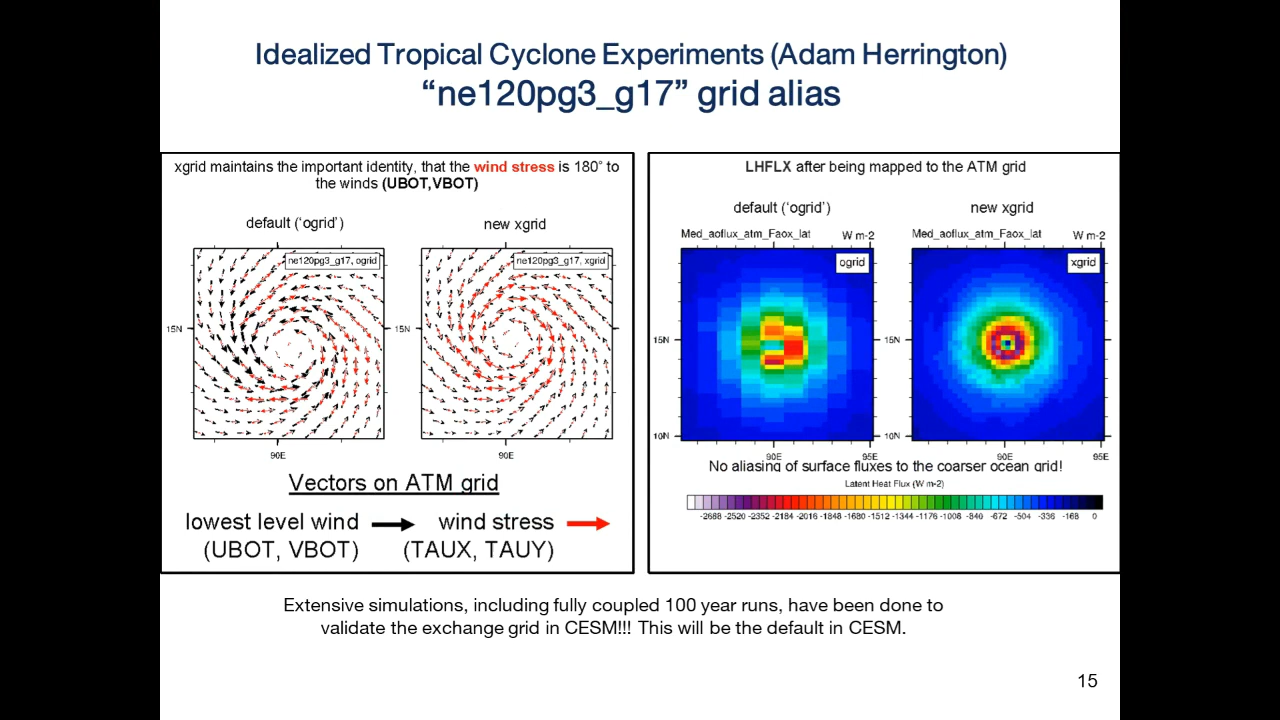 Idealized Tropical Cyclone Experiments (Adam Herrington)
“ne120pg3_g17” grid alias
xgrid maintains the important identity, that the wind stress is 180° to
the winds (UBOT,VBOT)
default (‘ogrid’)
new xgrid
ne120pg3_g17, ogrid
ne120pg3_g17, xgrid
15N
15N
90E
90E
Vectors on ATM grid
lowest level wind
(UBOT, VBOT)
wind stress
(TAUX, TAUY)
LHFLX after being mapped to the ATM grid
default (‘ogrid’)
new xgrid
Med_aoflux_atm_Faox_lat W m-2
Med_aoflux_atm_Faox_lat W m-2
ogrid
xgrid
15N
15N
10N
10N
90E 95E
90E 95E
No aliasing of surface fluxes to the coarser ocean grid!
Latent Heat Flux (W m-2)
-2688 -2520 -2352 -2184 -2016 -1848 -1680 -1512 -1344 -1176 -1008 -840 -672 -504 -336 -168 0
Extensive simulations, including fully coupled 100 year runs, have been done to
validate the exchange grid in CESM!!! This will be the default in CESM.
15